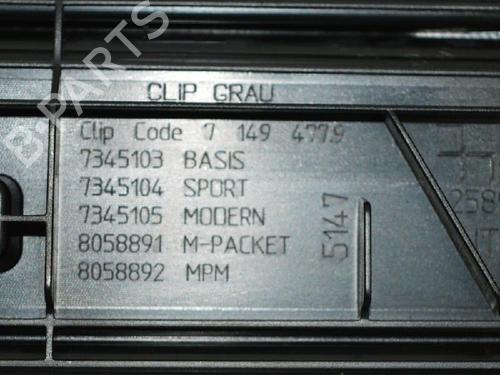 B-PARTS
CLIP GRAU
Clip Code 7 149 4779
7345103 BASIS
7345104 SPORT
7345105 MODERN
8058891 M-PACKET
8058892 MPM
5147
258